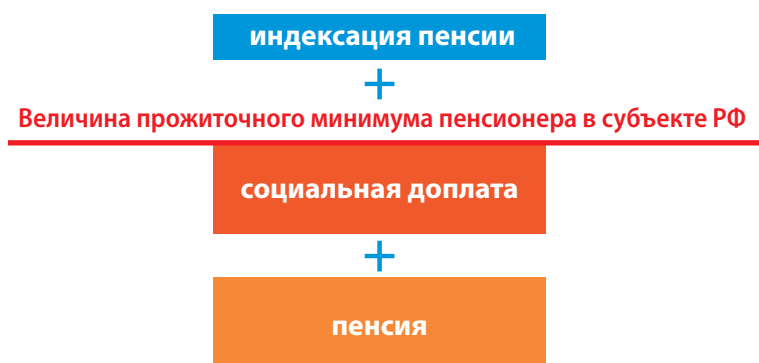 индексация пенсии
+
Величина прожиточного минимума пенсионера в субъекте РФ
социальная доплата
+
пенсия